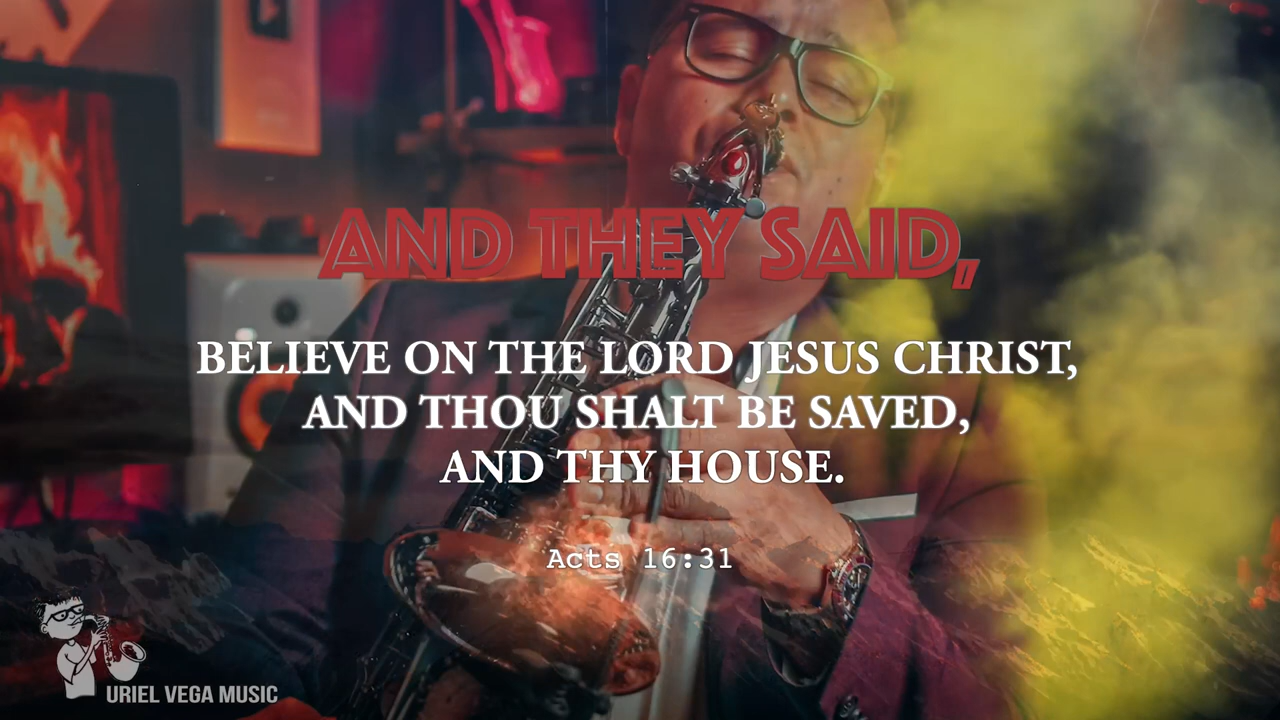 AND THEY SAID,
BELIEVE ON THE LORD JESUS CHRIST,
AND THOU SHALT BE SAVED,
AND THY HOUSE.
Acts 16:31
URIEL VEGA MUSIC